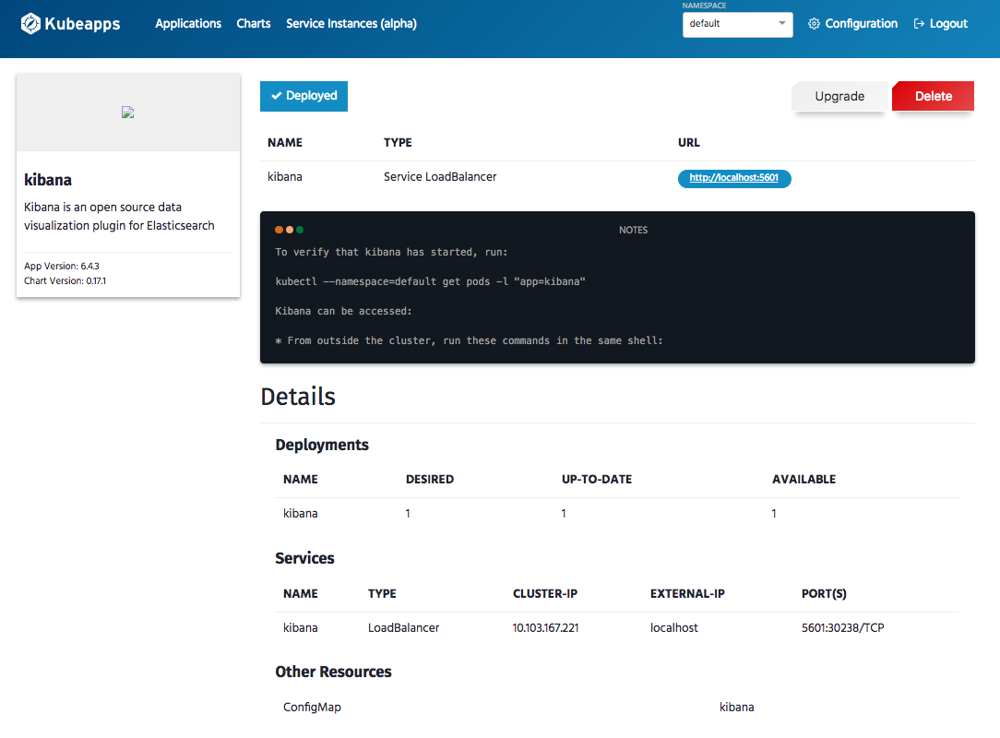 Kubeapps Applications Charts Service Instances (alpha) NAMESPACE default Configuration Logout
kibana
Kibana is an open source data
visualization plugin for Elasticsearch
App Version: 6.4.3
Chart Version: 0.17.1
Deployed Upgrade Delete
NAME TYPE URL
kibana Service LoadBalancer http://localhost:5601
NOTES
To verify that kibana has started, run:
kubectl --namespace=default get pods -l "app=kibana"
Kibana can be accessed:
* From outside the cluster, run these commands in the same shell:
Details
Deployments
NAME DESIRED UP-TO-DATE AVAILABLE
kibana 1 1 1
Services
NAME TYPE CLUSTER-IP EXTERNAL-IP PORT(S)
kibana LoadBalancer 10.103.167.221 localhost 5601:30238/TCP
Other Resources
ConfigMap kibana